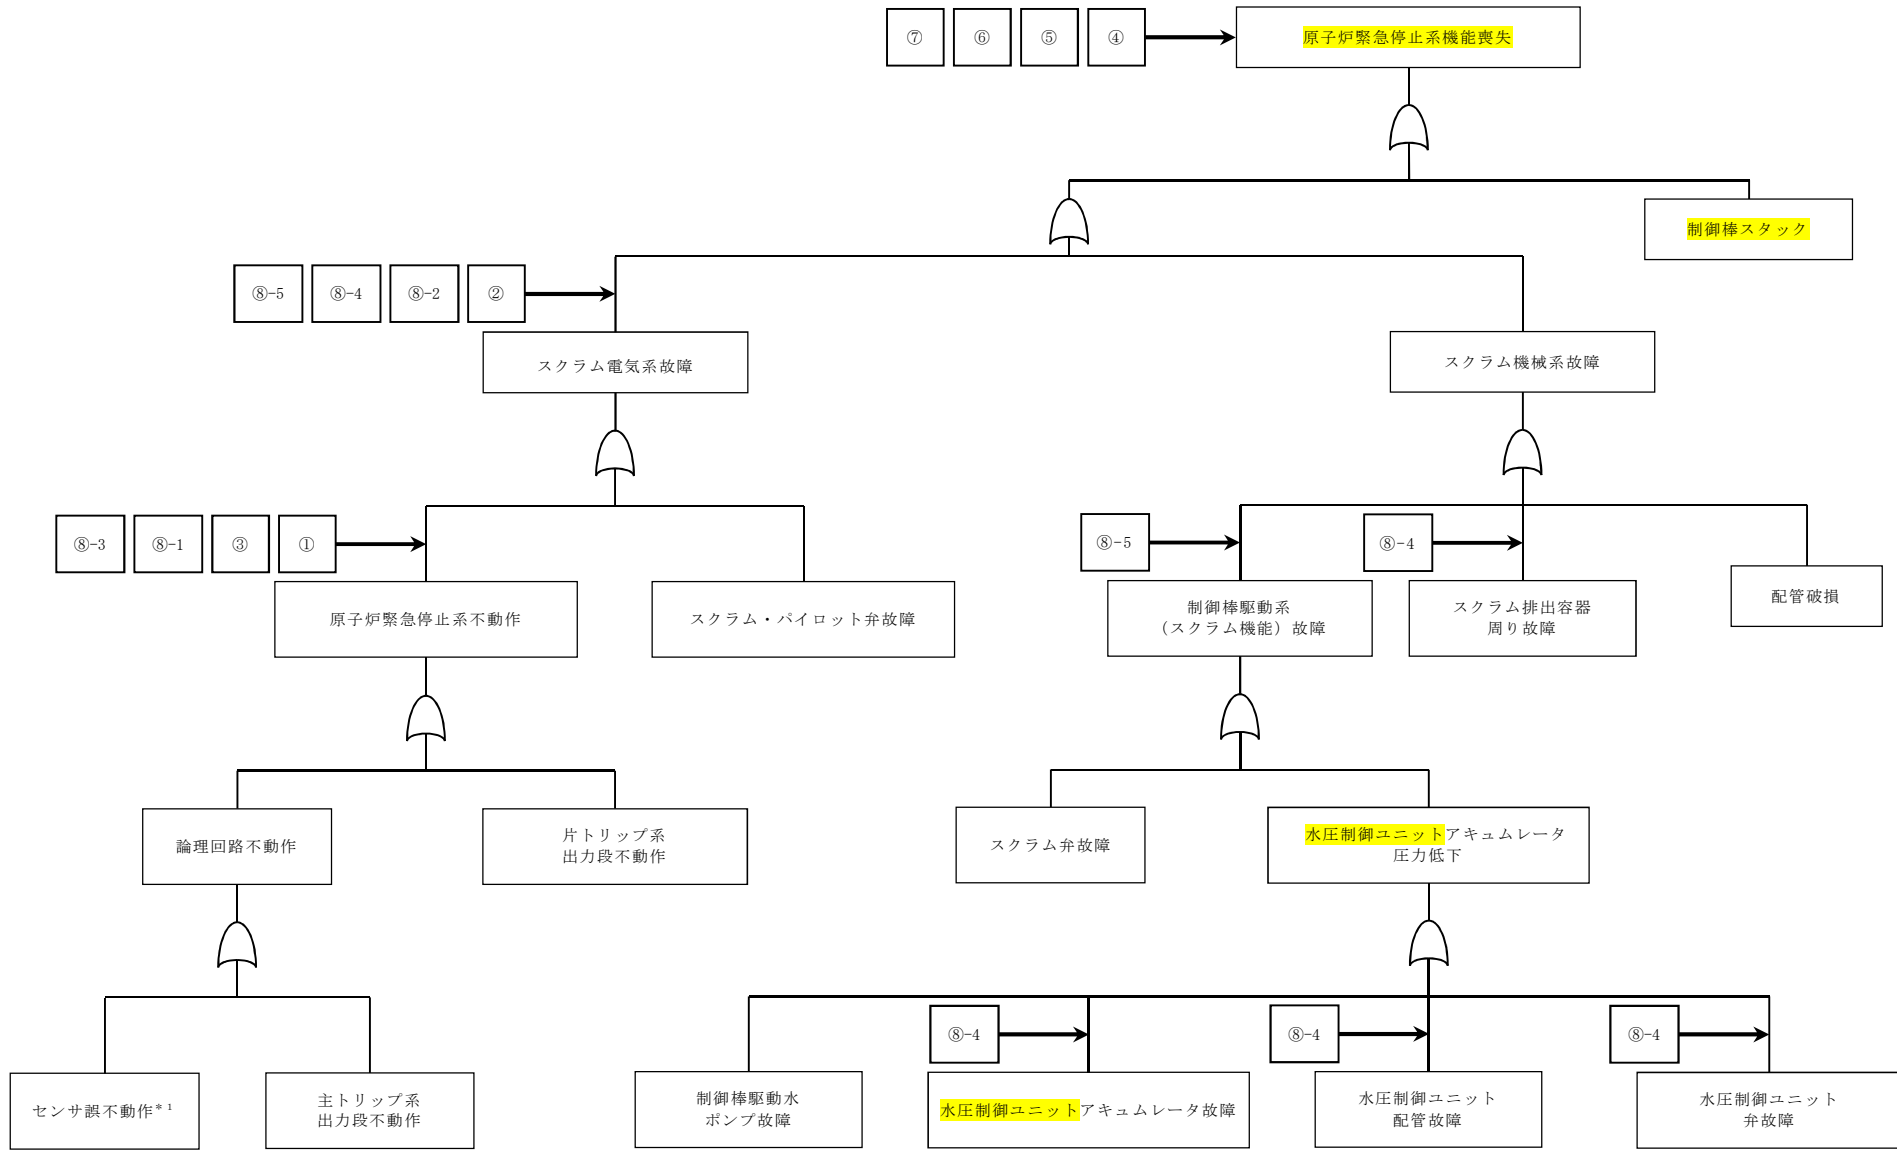 ⑦ ⑥ ⑤ ④
原子炉緊急停止系機能喪失
制御棒スタック
⑧-5 ⑧-4 ⑧-2 ②
スクラム電気系故障
スクラム機械系故障
⑧-3 ⑧-1 ③ ①
⑧-5
⑧-4
原子炉緊急停止系不動作
スクラム・パイロット弁故障
制御棒駆動系
（スクラム機能）故障
スクラム排出容器
周り故障
配管破損
論理回路不動作
片トリップ系
出力段不動作
スクラム弁故障
水圧制御ユニットアキュムレータ
圧力低下
⑧-4
⑧-4
⑧-4
センサ誤不動作*1
主トリップ系
出力段不動作
制御棒駆動水
ポンプ故障
水圧制御ユニットアキュムレータ故障
水圧制御ユニット
配管故障
水圧制御ユニット
弁故障